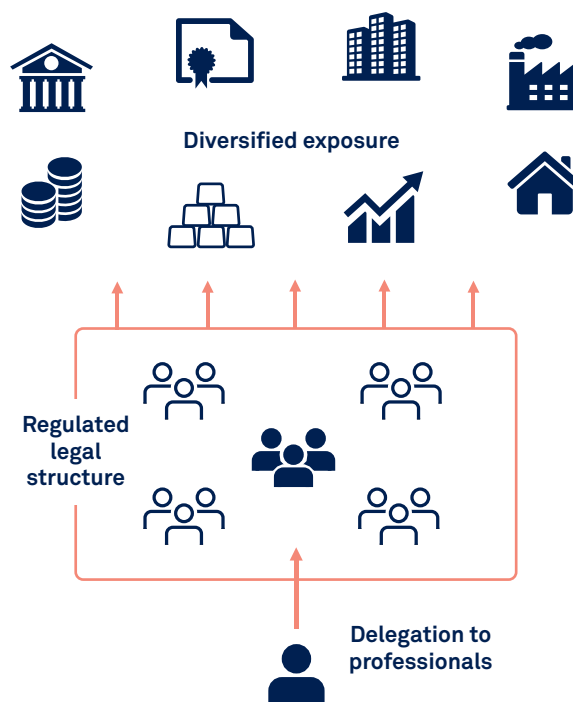 Diversified exposure
Regulated
legal
structure
Delegation to
professionals